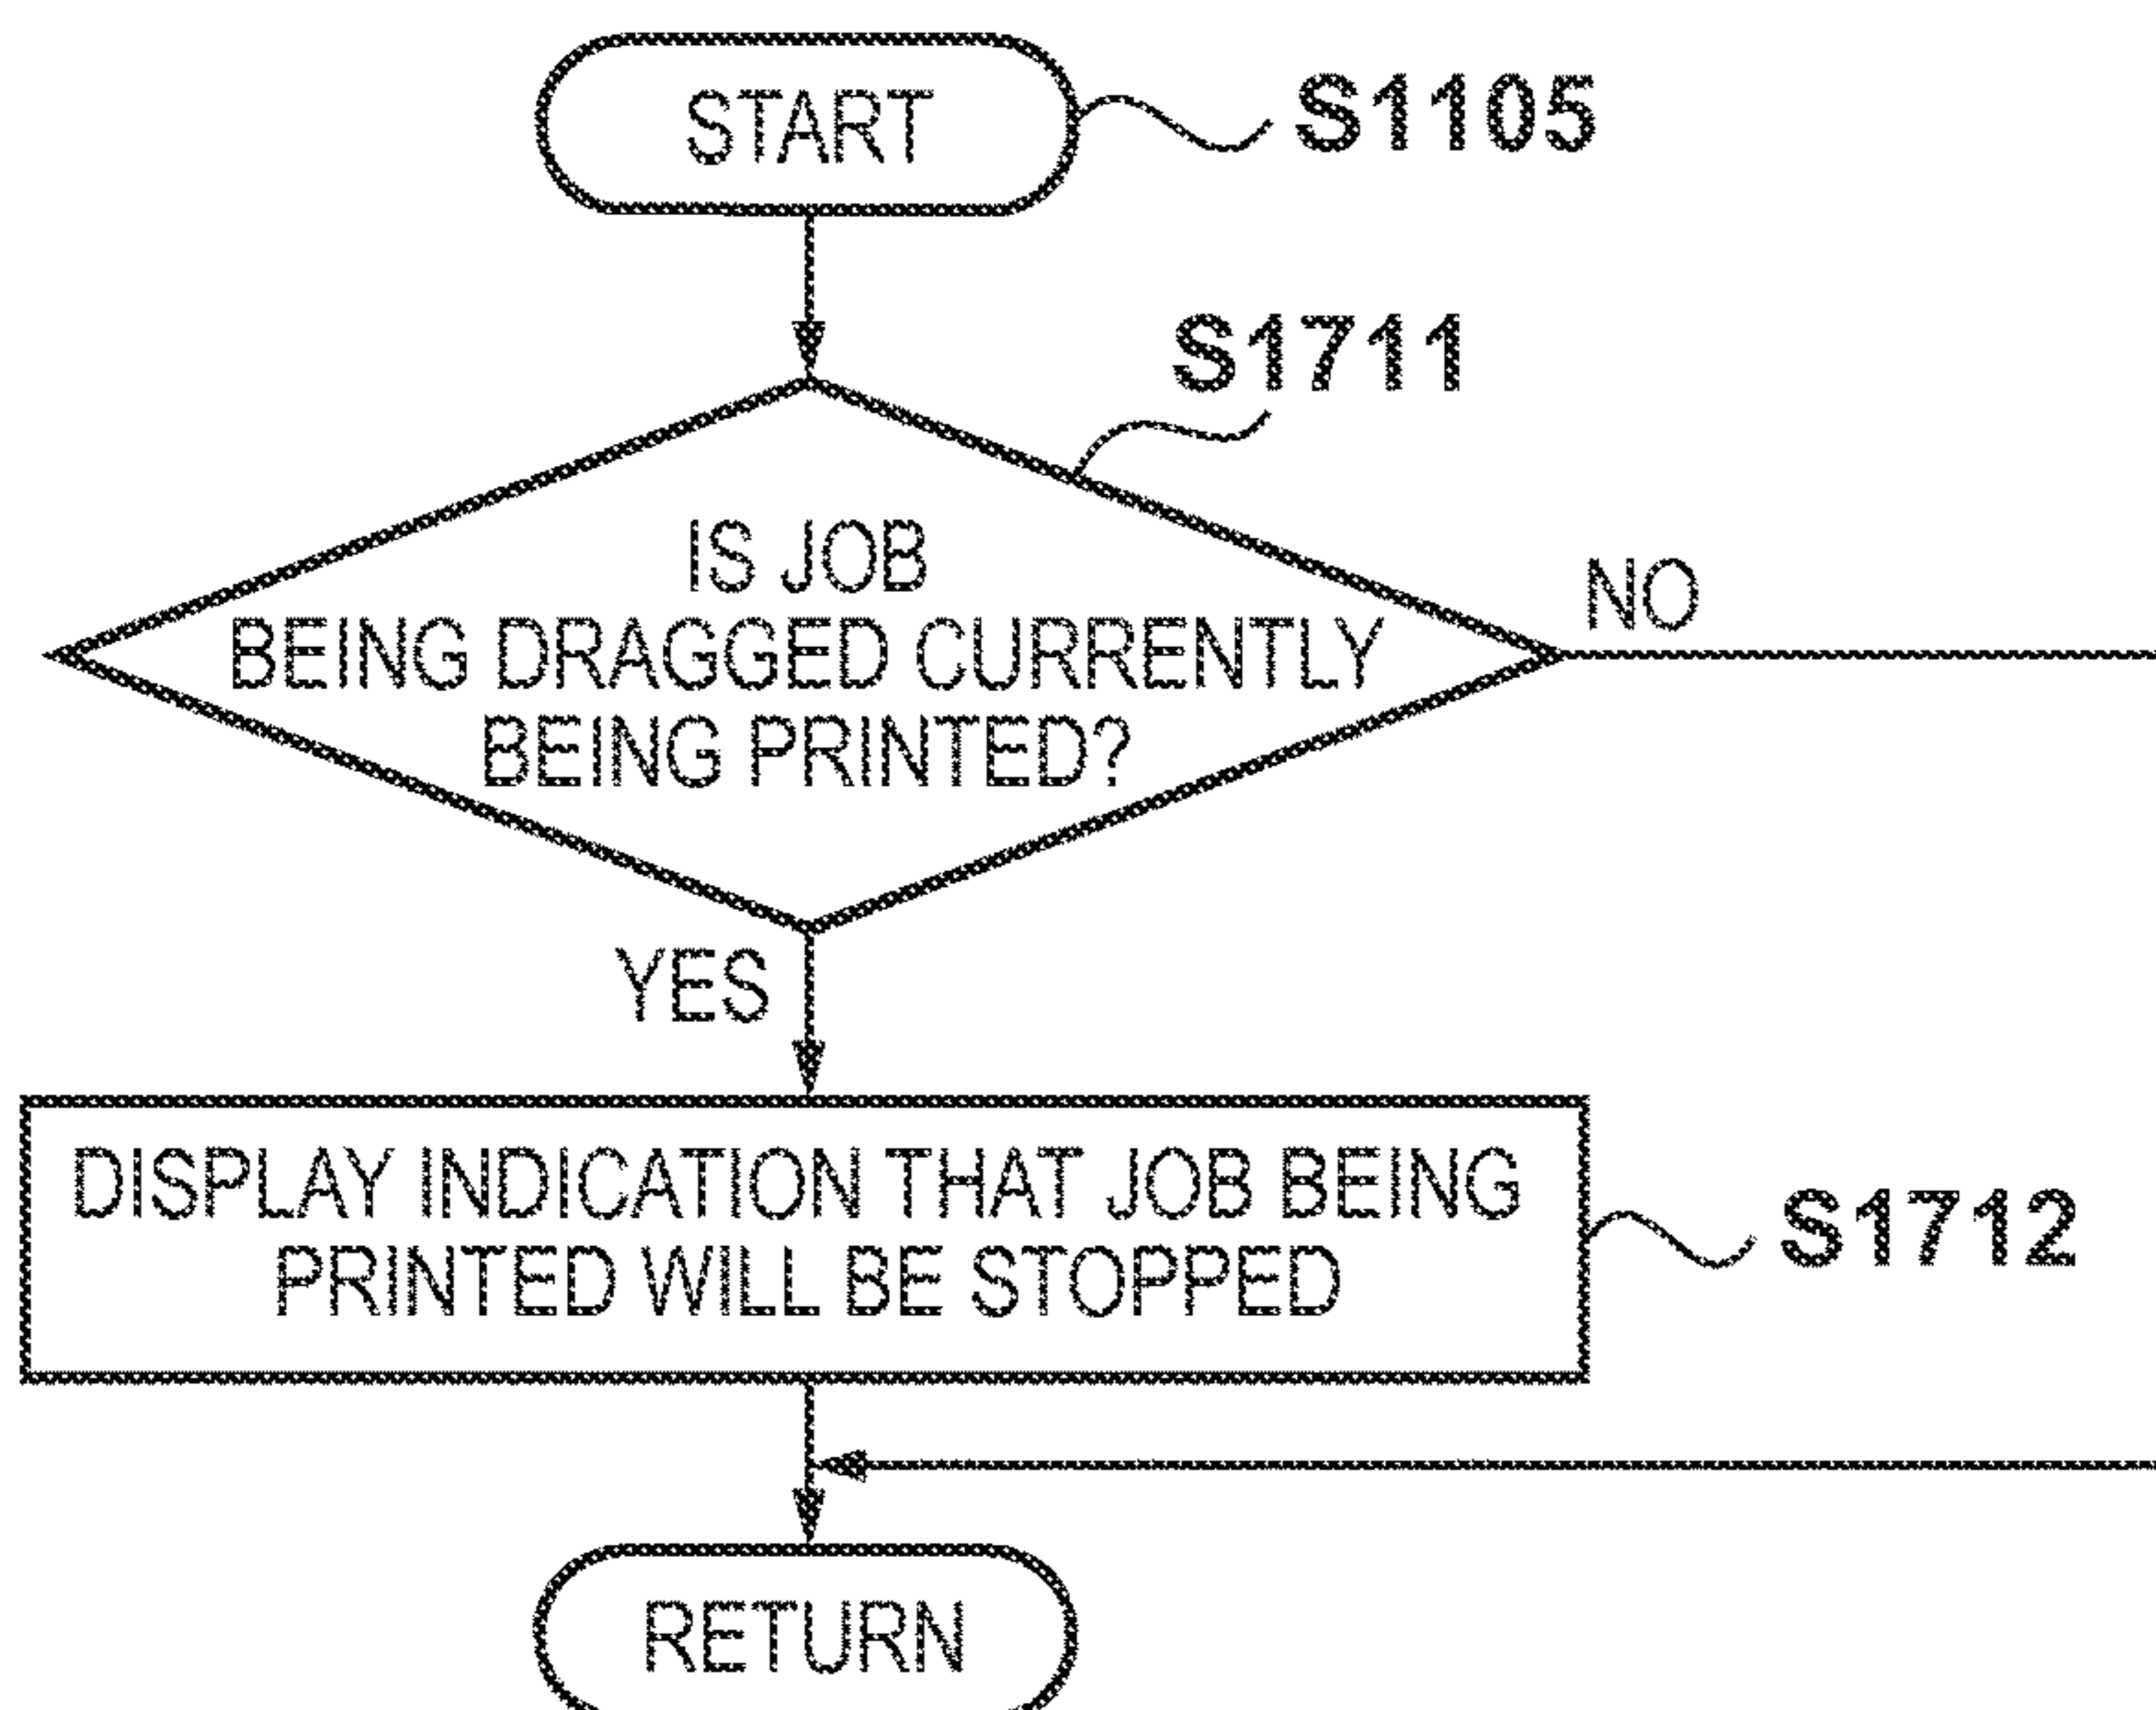 START
S1105
S1711
IS JOB
BEING DRAGGED CURRENTLY
BEING PRINTED?
NO
YES
DISPLAY INDICATION THAT JOB BEING
PRINTED WILL BE STOPPED
S1712
RETURN